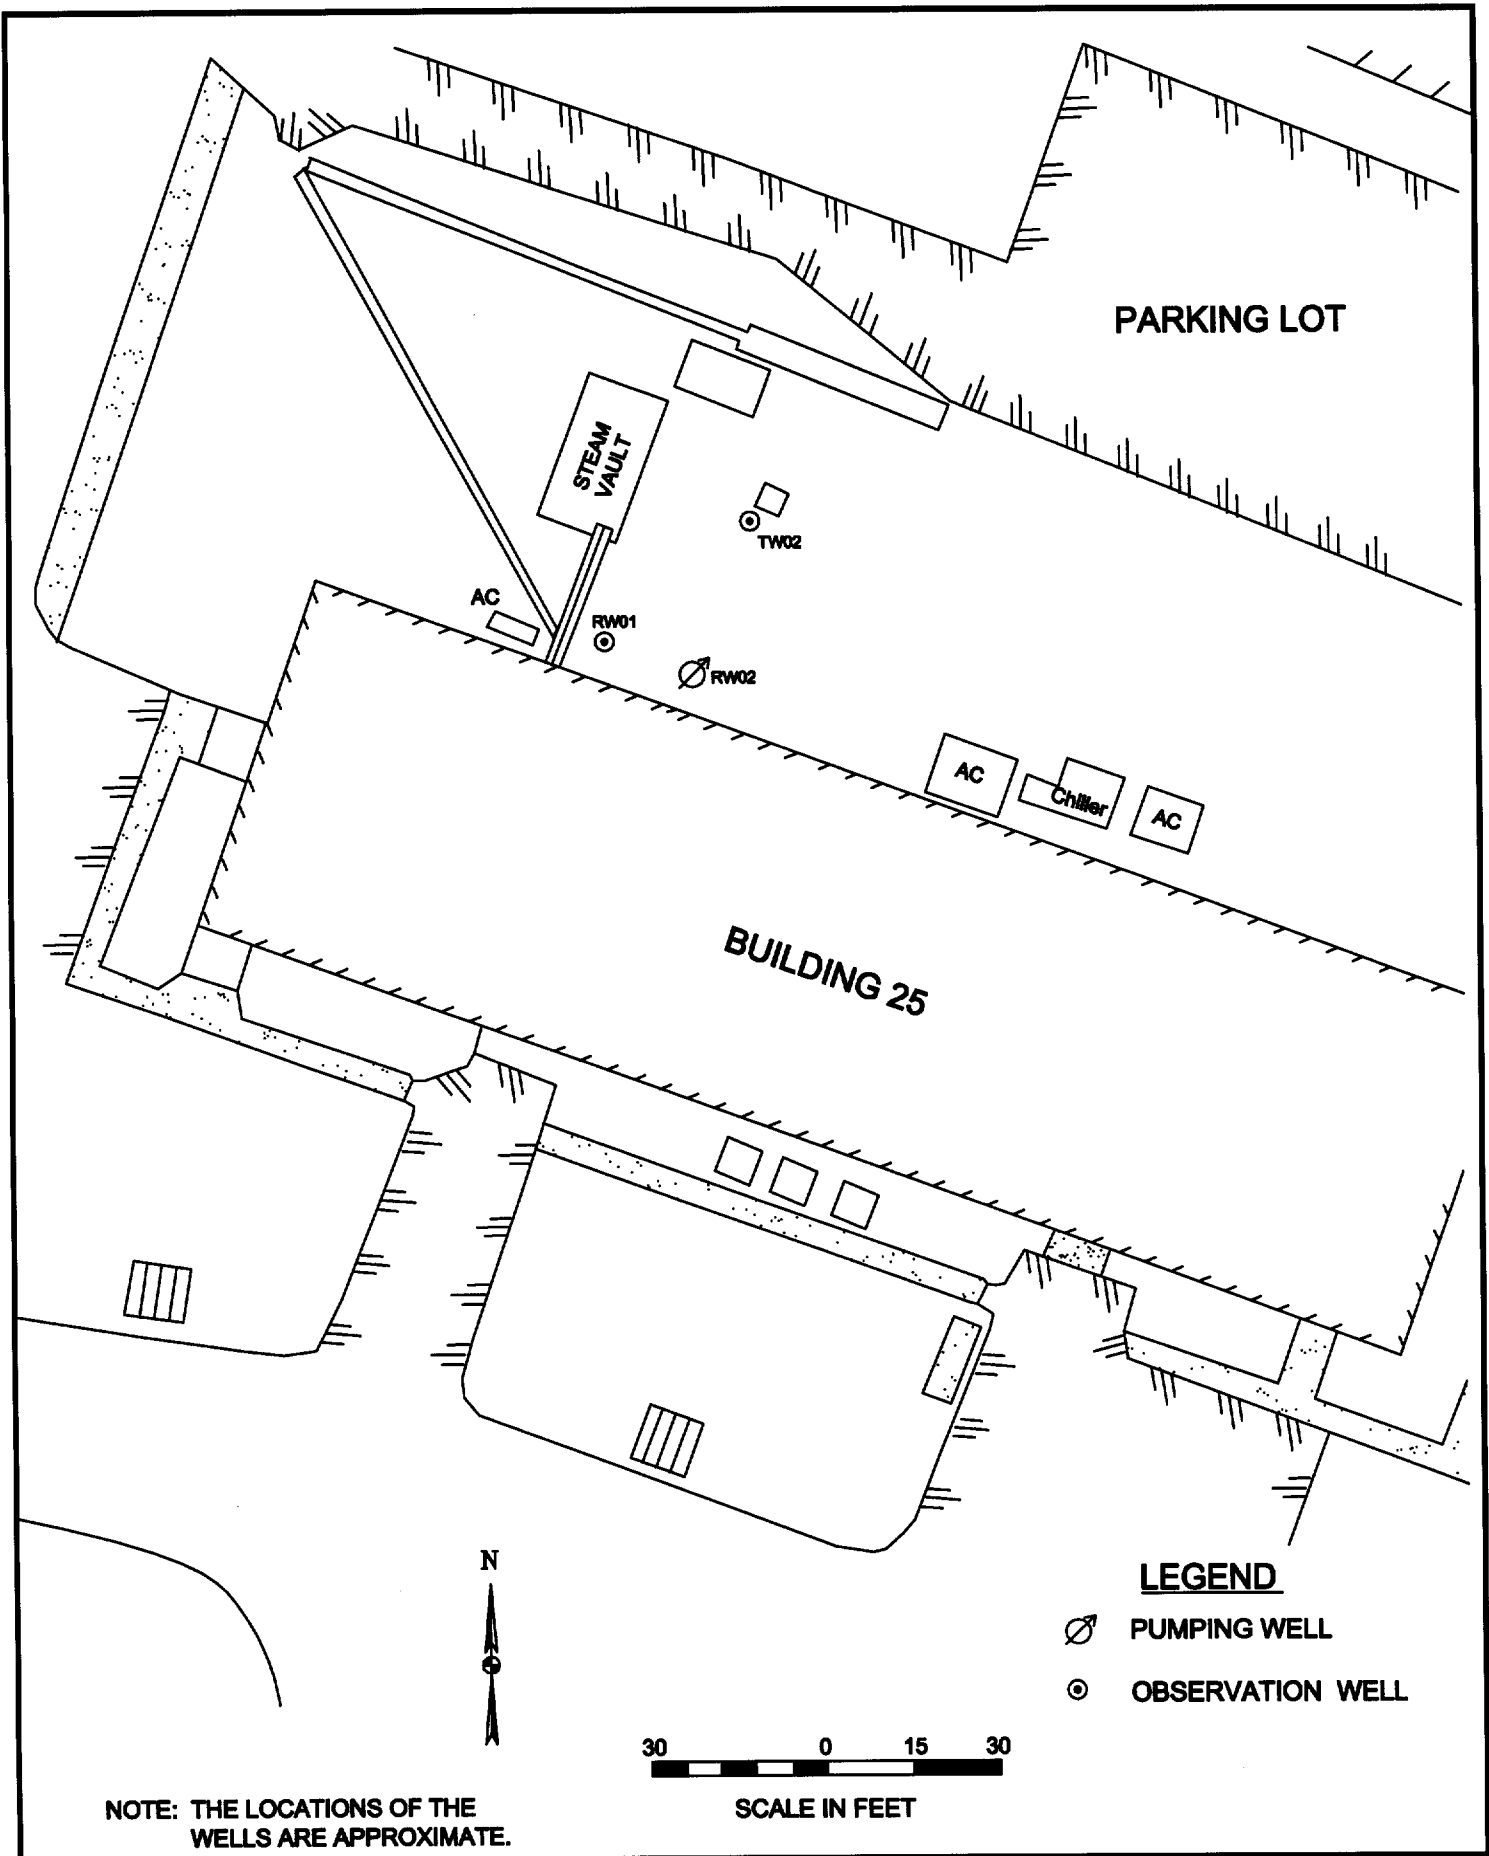 PARKING LOT
STEAM
VAULT
TW02
AC
RW01
RW02
AC
Chiller
AC
BUILDING 25
N
LEGEND
PUMPING WELL
OBSERVATION WELL
30 0 15 30
SCALE IN FEET
NOTE: THE LOCATIONS OF THE
WELLS ARE APPROXIMATE.